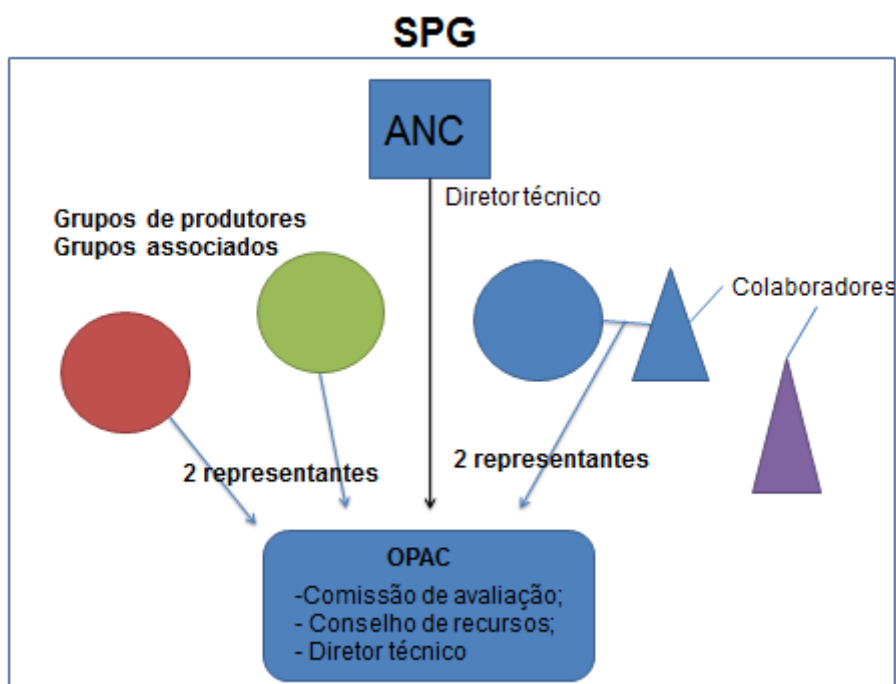 SPG
ANC
Diretor técnico
Grupos de produtores
Grupos associados
Colaboradores
2 representantes
2 representantes
OPAC
-Comissão de avaliação;
- Conselho de recursos;
- Diretor técnico